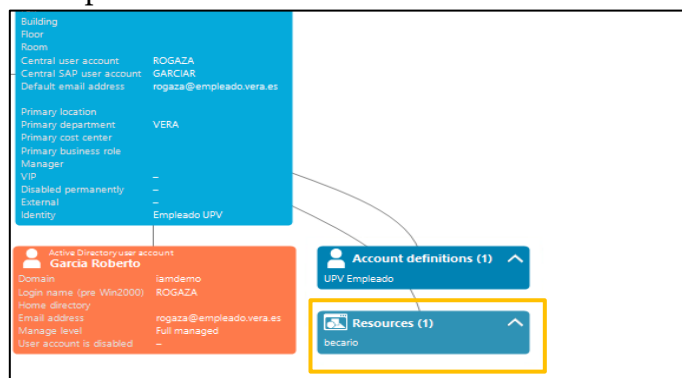 Building
Floor
Room
Central user account ROGAZA
Central SAP user account GARCIAR
Default email address rogaza@empleado.vera.es
Primary location
Primary department VERA
Primary cost center
Primary business role
Manager
VIP –
Disabled permanently –
External –
Identity Empleado UPV
Active Directory user account
Garcia Roberto
Domain iamdemo
Login name (pre Win2000) ROGAZA
Home directory
Email address rogaza@empleado.vera.es
Manage level Full managed
User account is disabled –
Account definitions (1)
UPV Empleado
Resources (1)
becario